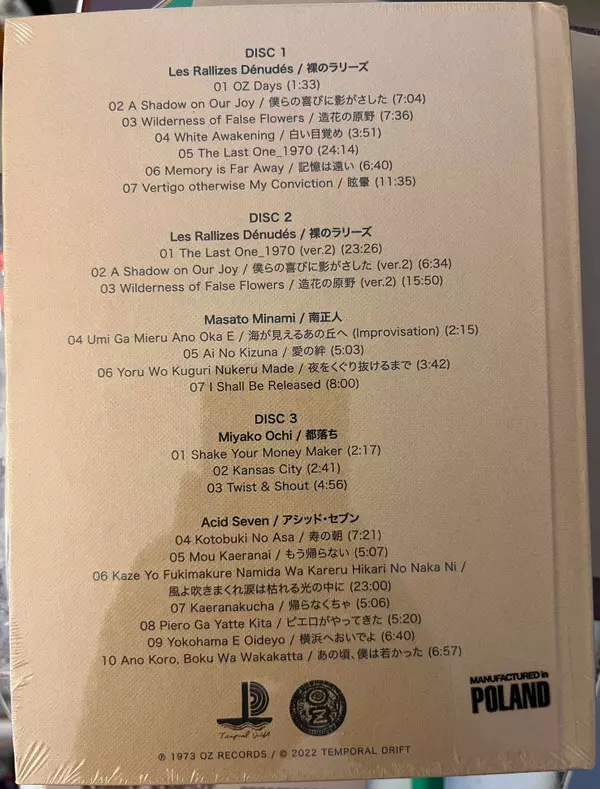 DISC 1
Les Rallizes Dénudés / 裸のラリーズ
01 OZ Days (1:33)
02 A Shadow on Our Joy / 僕らの喜びに影がさした (7:04)
03 Wilderness of False Flowers / 造花の原野 (7:36)
04 White Awakening / 白い目覚め (3:51)
05 The Last One_1970 (24:14)
06 Memory is Far Away / 記憶は遠い (6:40)
07 Vertigo otherwise My Conviction / 眩暈 (11:35)
DISC 2
Les Rallizes Dénudés / 裸のラリーズ
01 The Last One_1970 (ver.2) (23:26)
02 A Shadow on Our Joy / 僕らの喜びに影がさした (ver.2) (6:34)
03 Wilderness of False Flowers / 造花の原野 (ver.2) (15:50)
Masato Minami / 南正人
04 Umi Ga Mieru Ano Oka E / 海が見えるあの丘へ (Improvisation) (2:15)
05 Ai No Kizuna / 愛の絆 (5:03)
06 Yoru Wo Kuguri Nukeru Made / 夜をくぐり抜けるまで (3:42)
07 I Shall Be Released (8:00)
DISC 3
Miyako Ochi / 都落ち
01 Shake Your Money Maker (2:17)
02 Kansas City (2:41)
03 Twist & Shout (4:56)
Acid Seven / アシッド・セブン
04 Kotobuki No Asa / 寿の朝 (7:21)
05 Mou Kaeranai / もう帰らない (5:07)
06 Kaze Yo Fukimakure Namida Wa Kareru Hikari No Naka Ni /
風よ吹きまくれ涙は枯れる光の中に (23:00)
07 Kaeranakucha / 帰らなくちゃ (5:06)
08 Piero Ga Yatte Kita / ピエロがやってきた (5:20)
09 Yokohama E Oideyo / 横浜へおいでよ (6:40)
10 Ano Koro, Boku Wa Wakakatta / あの頃、僕は若かった (6:57)
MANUFACTURED in
POLAND
Temporal Drift
OZ
℗ 1973 OZ RECORDS / © 2022 TEMPORAL DRIFT